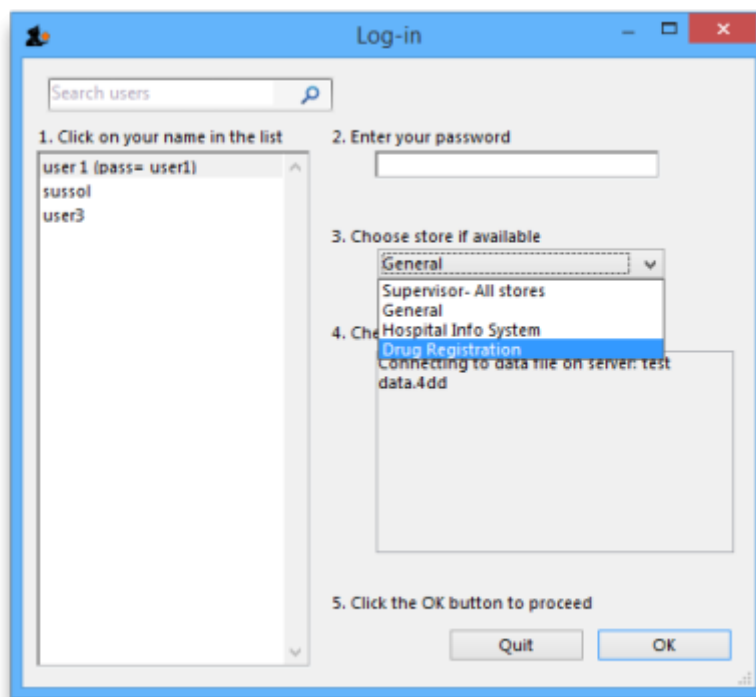 Log-in
Search users
1. Click on your name in the list
user 1 (pass= user1)
sussol
user3
2. Enter your password
3. Choose store if available
General
Supervisor- All stores
General
Hospital Info System
Drug Registration
4. Che
Connecting to data file on server: test
data.4dd
5. Click the OK button to proceed
Quit
OK